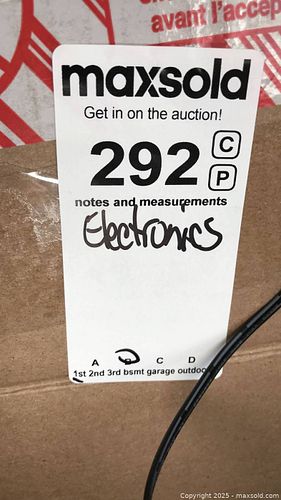 avant l'accep
maxsold
Get in on the auction!
292 C
P
notes and measurements
Electronics
A B C D
1st 2nd 3rd bsmt garage outdoo
Copyright © 2025 - maxsold.com